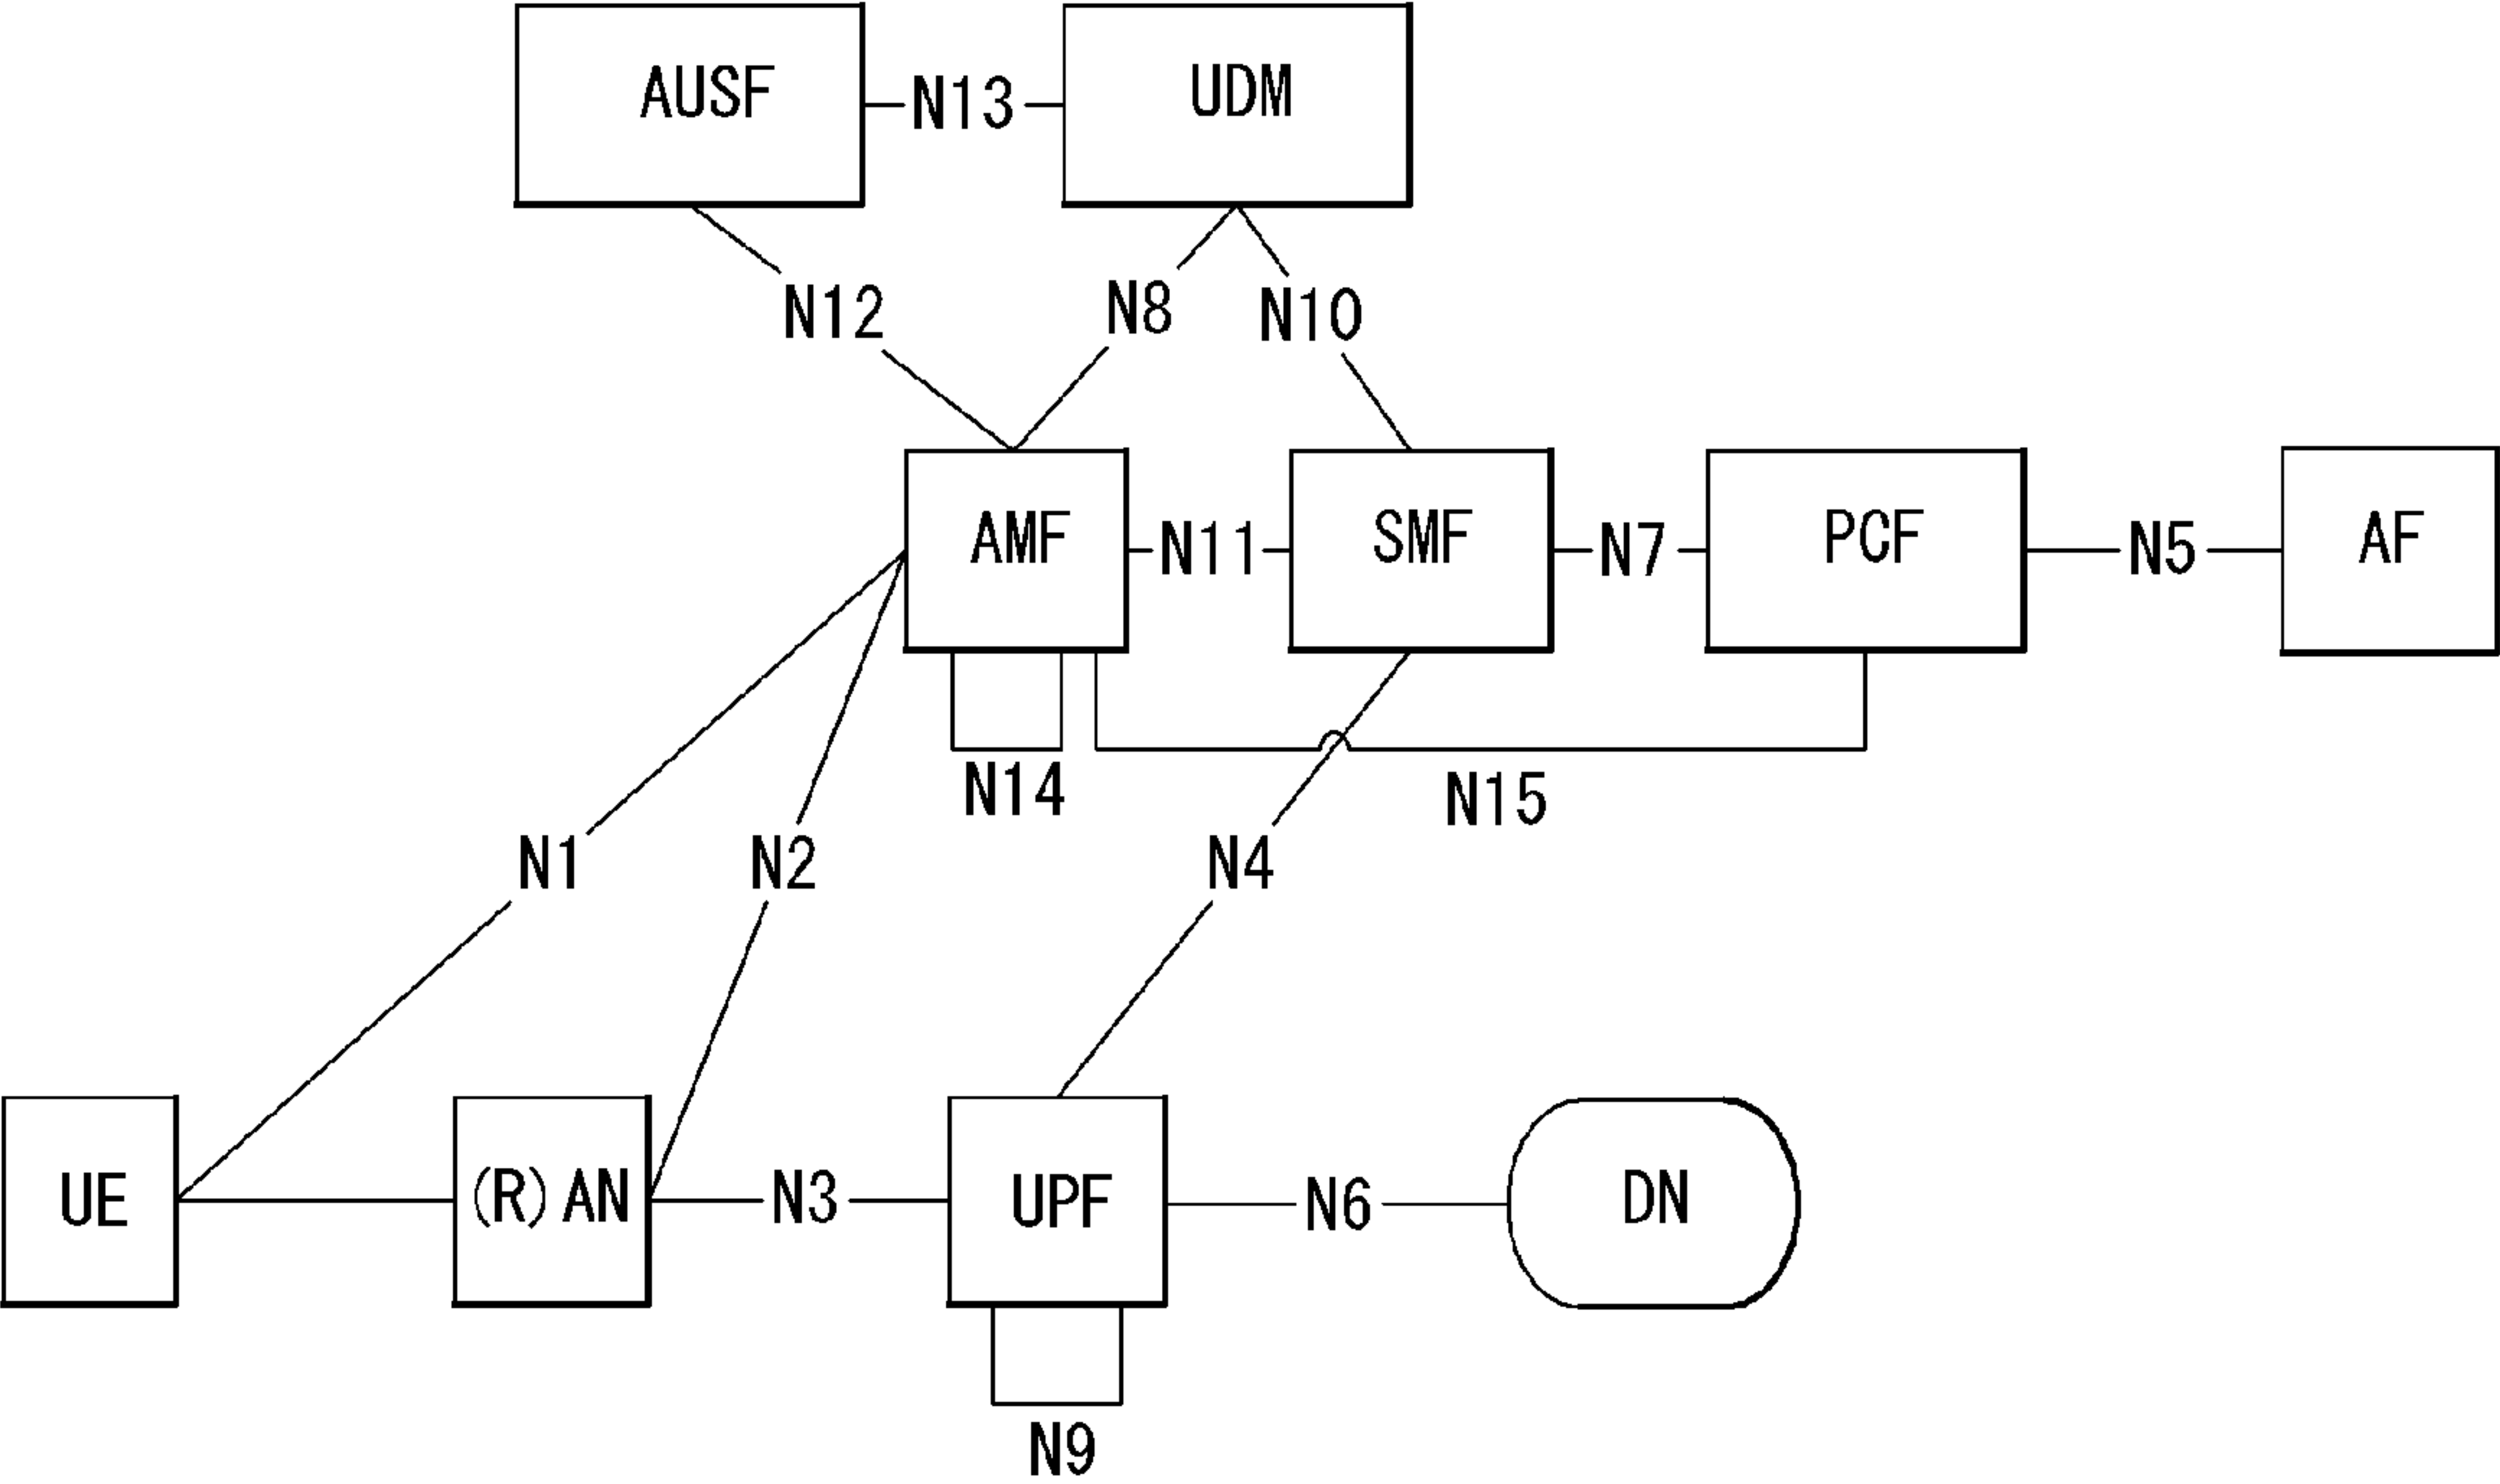 AUSF
N13
UDM
N12
N8
N10
AMF
N11
SMF
N7
PCF
N5
AF
N14
N15
N1
N2
N4
UE
(R) AN
N3
UPF
N6
DN
N9